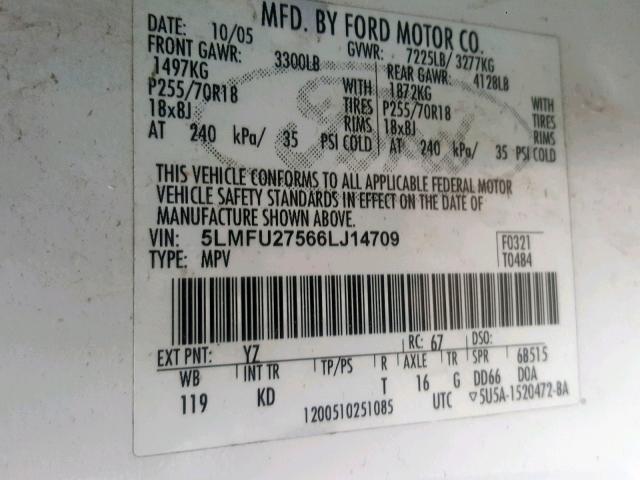 MFD. BY FORD MOTOR CO.
DATE: 10/05 GVWR: 7225LB/ 3277KG
FRONT GAWR: 3300LB REAR GAWR: 4128LB
1497KG WITH 1872KG WITH
P255/70R18 TIRES P255/70R18 TIRES
18x8J RIMS 18x8J RIMS
AT 240 kPa/ 35 PSI COLD AT 240 kPa/ 35 PSI COLD
THIS VEHICLE CONFORMS TO ALL APPLICABLE FEDERAL MOTOR
VEHICLE SAFETY STANDARDS IN EFFECT ON THE DATE OF
MANUFACTURE SHOWN ABOVE.
VIN: 5LMFU27566LJ14709 F0321
TYPE: MPV T0484
EXT PNT: YZ RC: 67 DSO:
WB INT TR TP/PS R AXLE TR SPR 6B515
119 KD T 16 G DD66 DOA
1200510251085 UTC ▽5U5A-1520472-BA
Ford